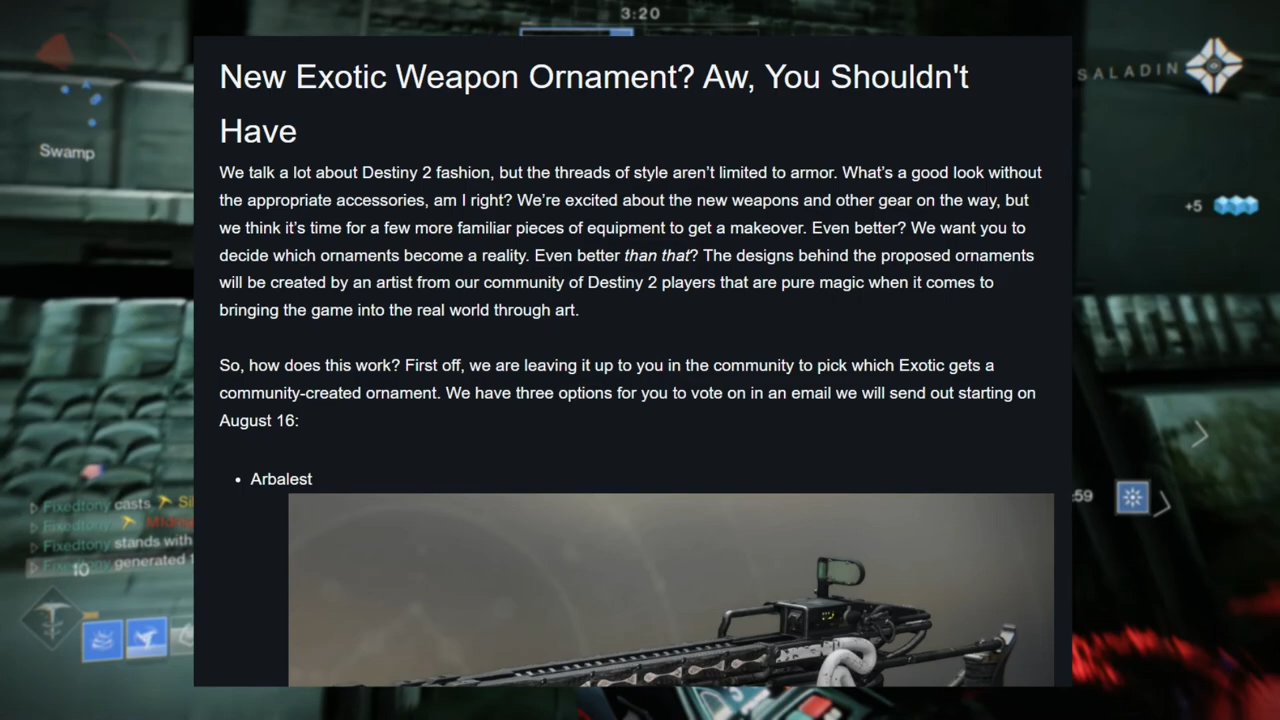 3:20
New Exotic Weapon Ornament? Aw, You Shouldn't
Have
SALADIN
We talk a lot about Destiny 2 fashion, but the threads of style aren’t limited to armor. What’s a good look without
the appropriate accessories, am I right? We’re excited about the new weapons and other gear on the way, but
we think it’s time for a few more familiar pieces of equipment to get a makeover. Even better? We want you to
decide which ornaments become a reality. Even better than that? The designs behind the proposed ornaments
will be created by an artist from our community of Destiny 2 players that are pure magic when it comes to
bringing the game into the real world through art.
Swamp
+5
So, how does this work? First off, we are leaving it up to you in the community to pick which Exotic gets a
community-created ornament. We have three options for you to vote on in an email we will send out starting on
August 16:
• Arbalest
:59
Fixedtony casts
Fixedtony
Fixedtony stands with
Fixedtony generated
10